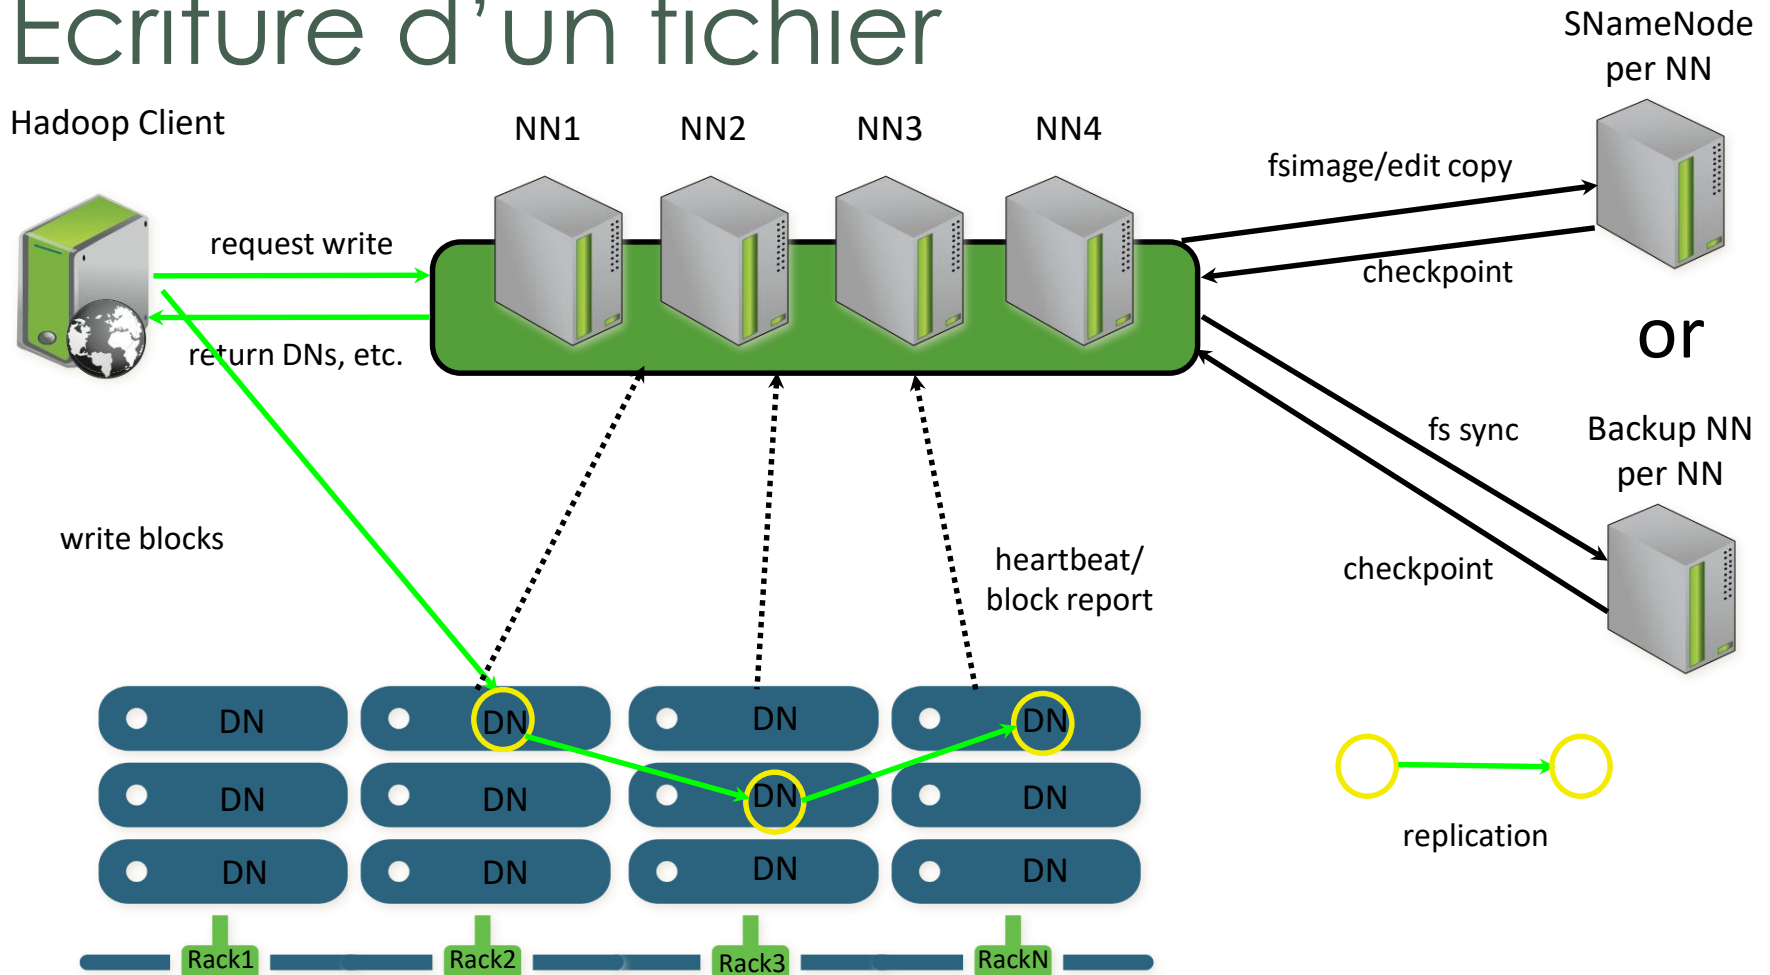 Ecriture d'un fichier
SNameNode
per NN
Hadoop Client
NN1
NN2
NN3
NN4
fsimage/edit copy
request write
checkpoint
or
return DNs, etc.
fs sync
Backup NN
per NN
write blocks
heartbeat/
block report
checkpoint
DN
DN
DN
DN
DN
DN
DN
DN
replication
DN
DN
DN
DN
Rack1
Rack2
Rack3
RackN